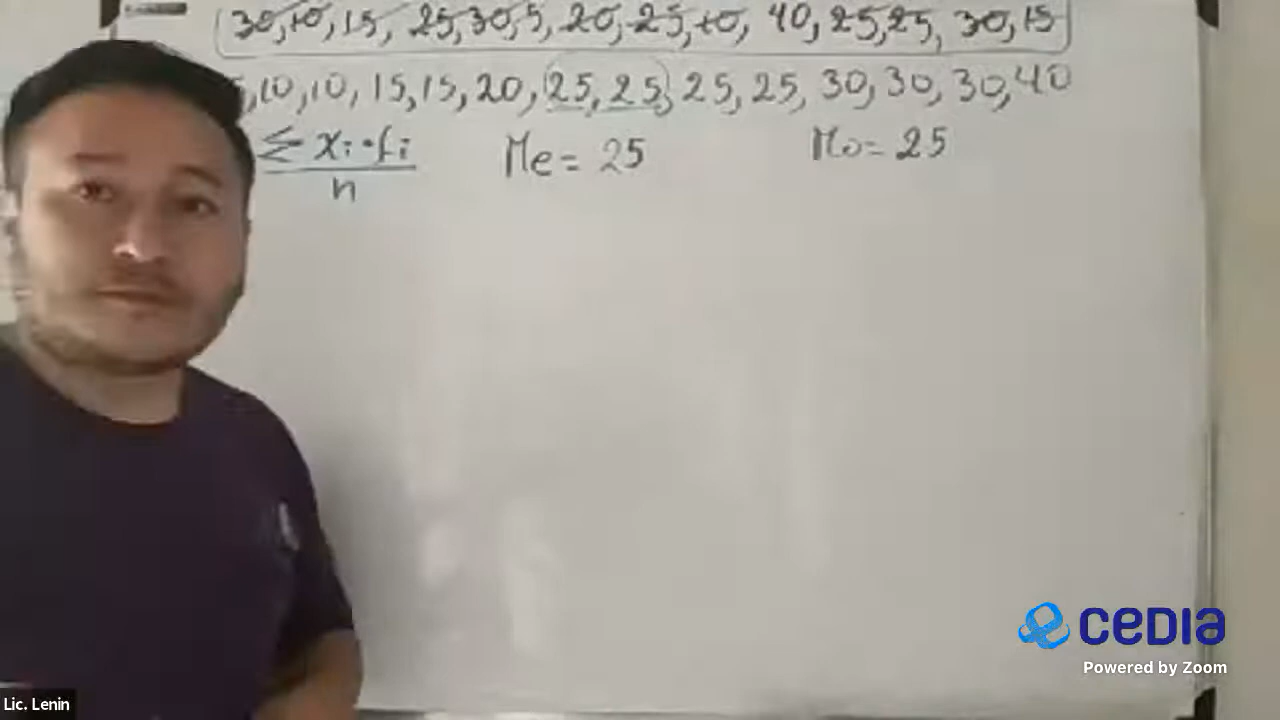 30, 10, 15, 25, 30, 5, 20, 25, 10, 40, 25, 25, 30, 15
5, 10, 10, 15, 15, 20, 25, 25, 25, 25, 30, 30, 30, 40
Σ xi·fi
n
Me = 25
Mo = 25
cedia
Powered by Zoom
Lic. Lenin